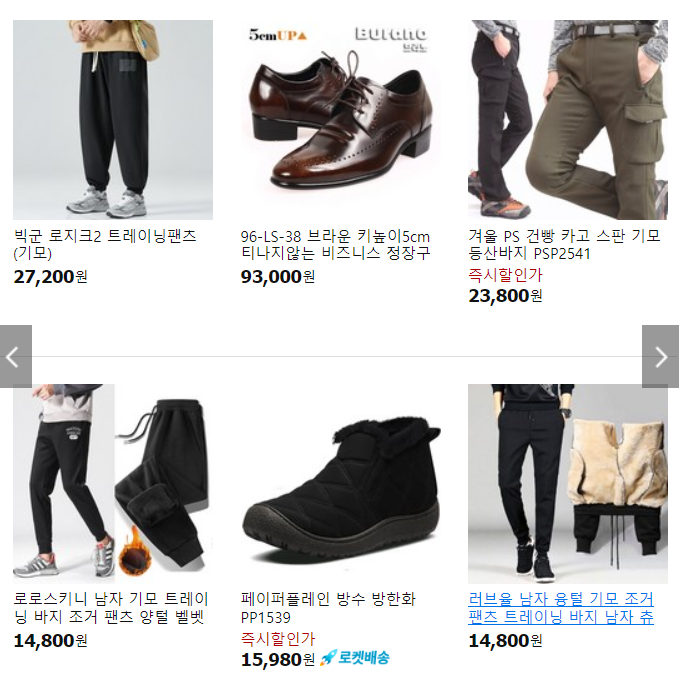 5cmUP▲
Burano
부라노
빅군 로지크2 트레이닝팬츠
(기모)
27,200원
96-LS-38 브라운 키높이5cm
티나지않는 비즈니스 정장구
93,000원
겨울 PS 건빵 카고 스판 기모
등산바지 PSP2541
즉시할인가
23,800원
로로스키니 남자 기모 트레이
닝 바지 조거 팬츠 양털 벨벳
14,800원
페이퍼플레인 방수 방한화
PP1539
즉시할인가
15,980원 로켓배송
러브율 남자 융털 기모 조거
팬츠 트레이닝 바지 남자 츄
14,800원